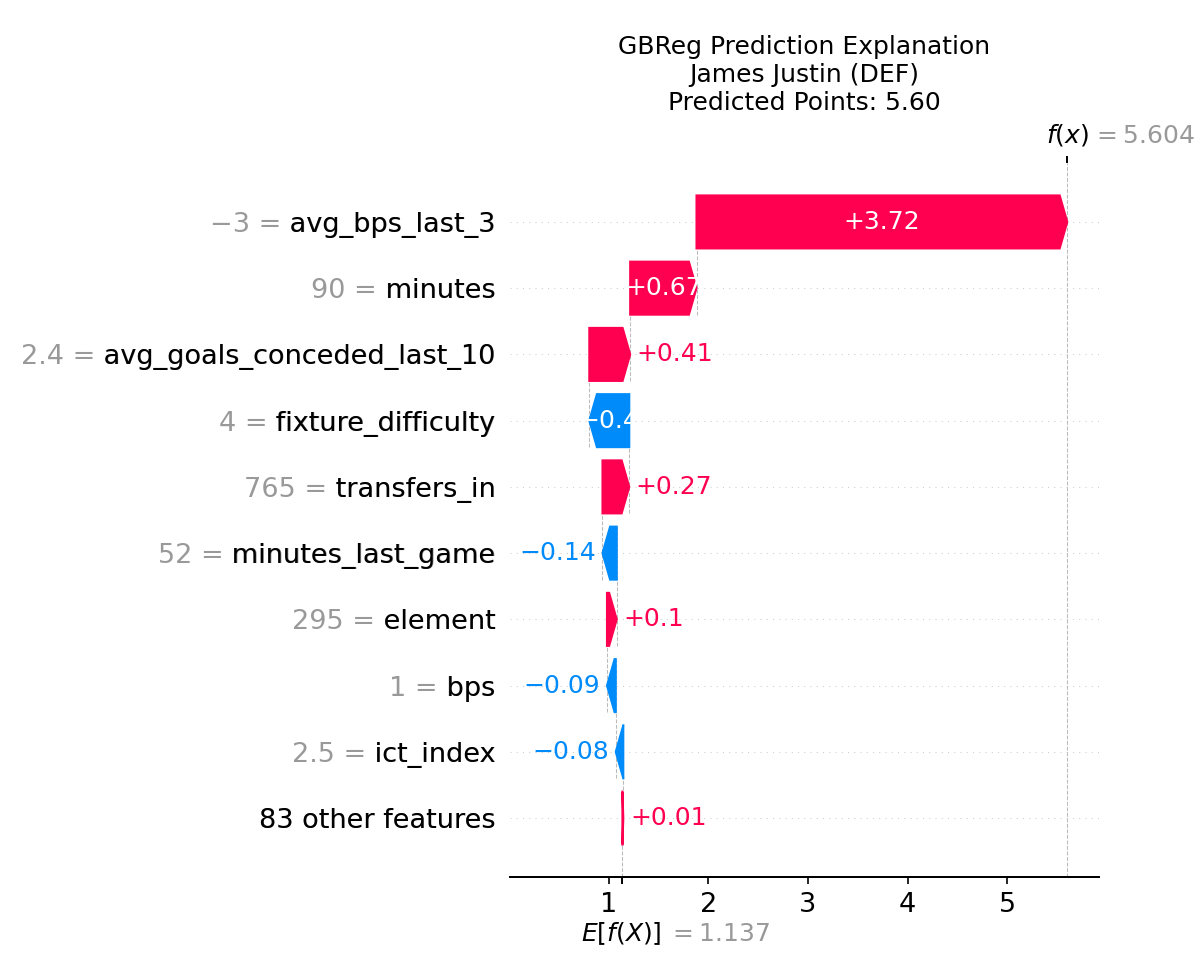 GBReg Prediction Explanation
James Justin (DEF)
Predicted Points: 5.60
f(x) = 5.604
−3 = avg_bps_last_3
+3.72
90 = minutes
+0.67
2.4 = avg_goals_conceded_last_10
+0.41
4 = fixture_difficulty
−0.4
765 = transfers_in
+0.27
52 = minutes_last_game
−0.14
295 = element
+0.1
1 = bps
−0.09
2.5 = ict_index
−0.08
83 other features
+0.01
1 2 3 4 5
E[f(X)] = 1.137